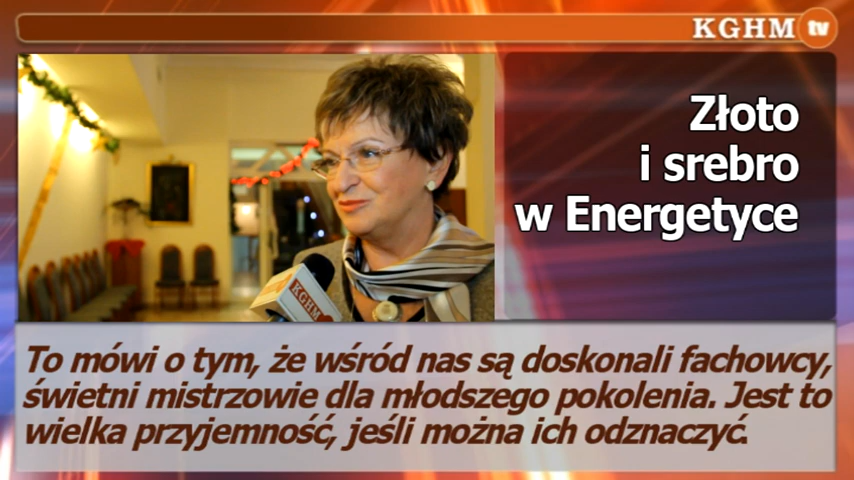 KGHM tv
Złoto
i srebro
w Energetyce
KGHM
To mówi o tym, że wśród nas są doskonali fachowcy,
świetni mistrzowie dla młodszego pokolenia. Jest to
wielka przyjemność, jeśli można ich odznaczyć.